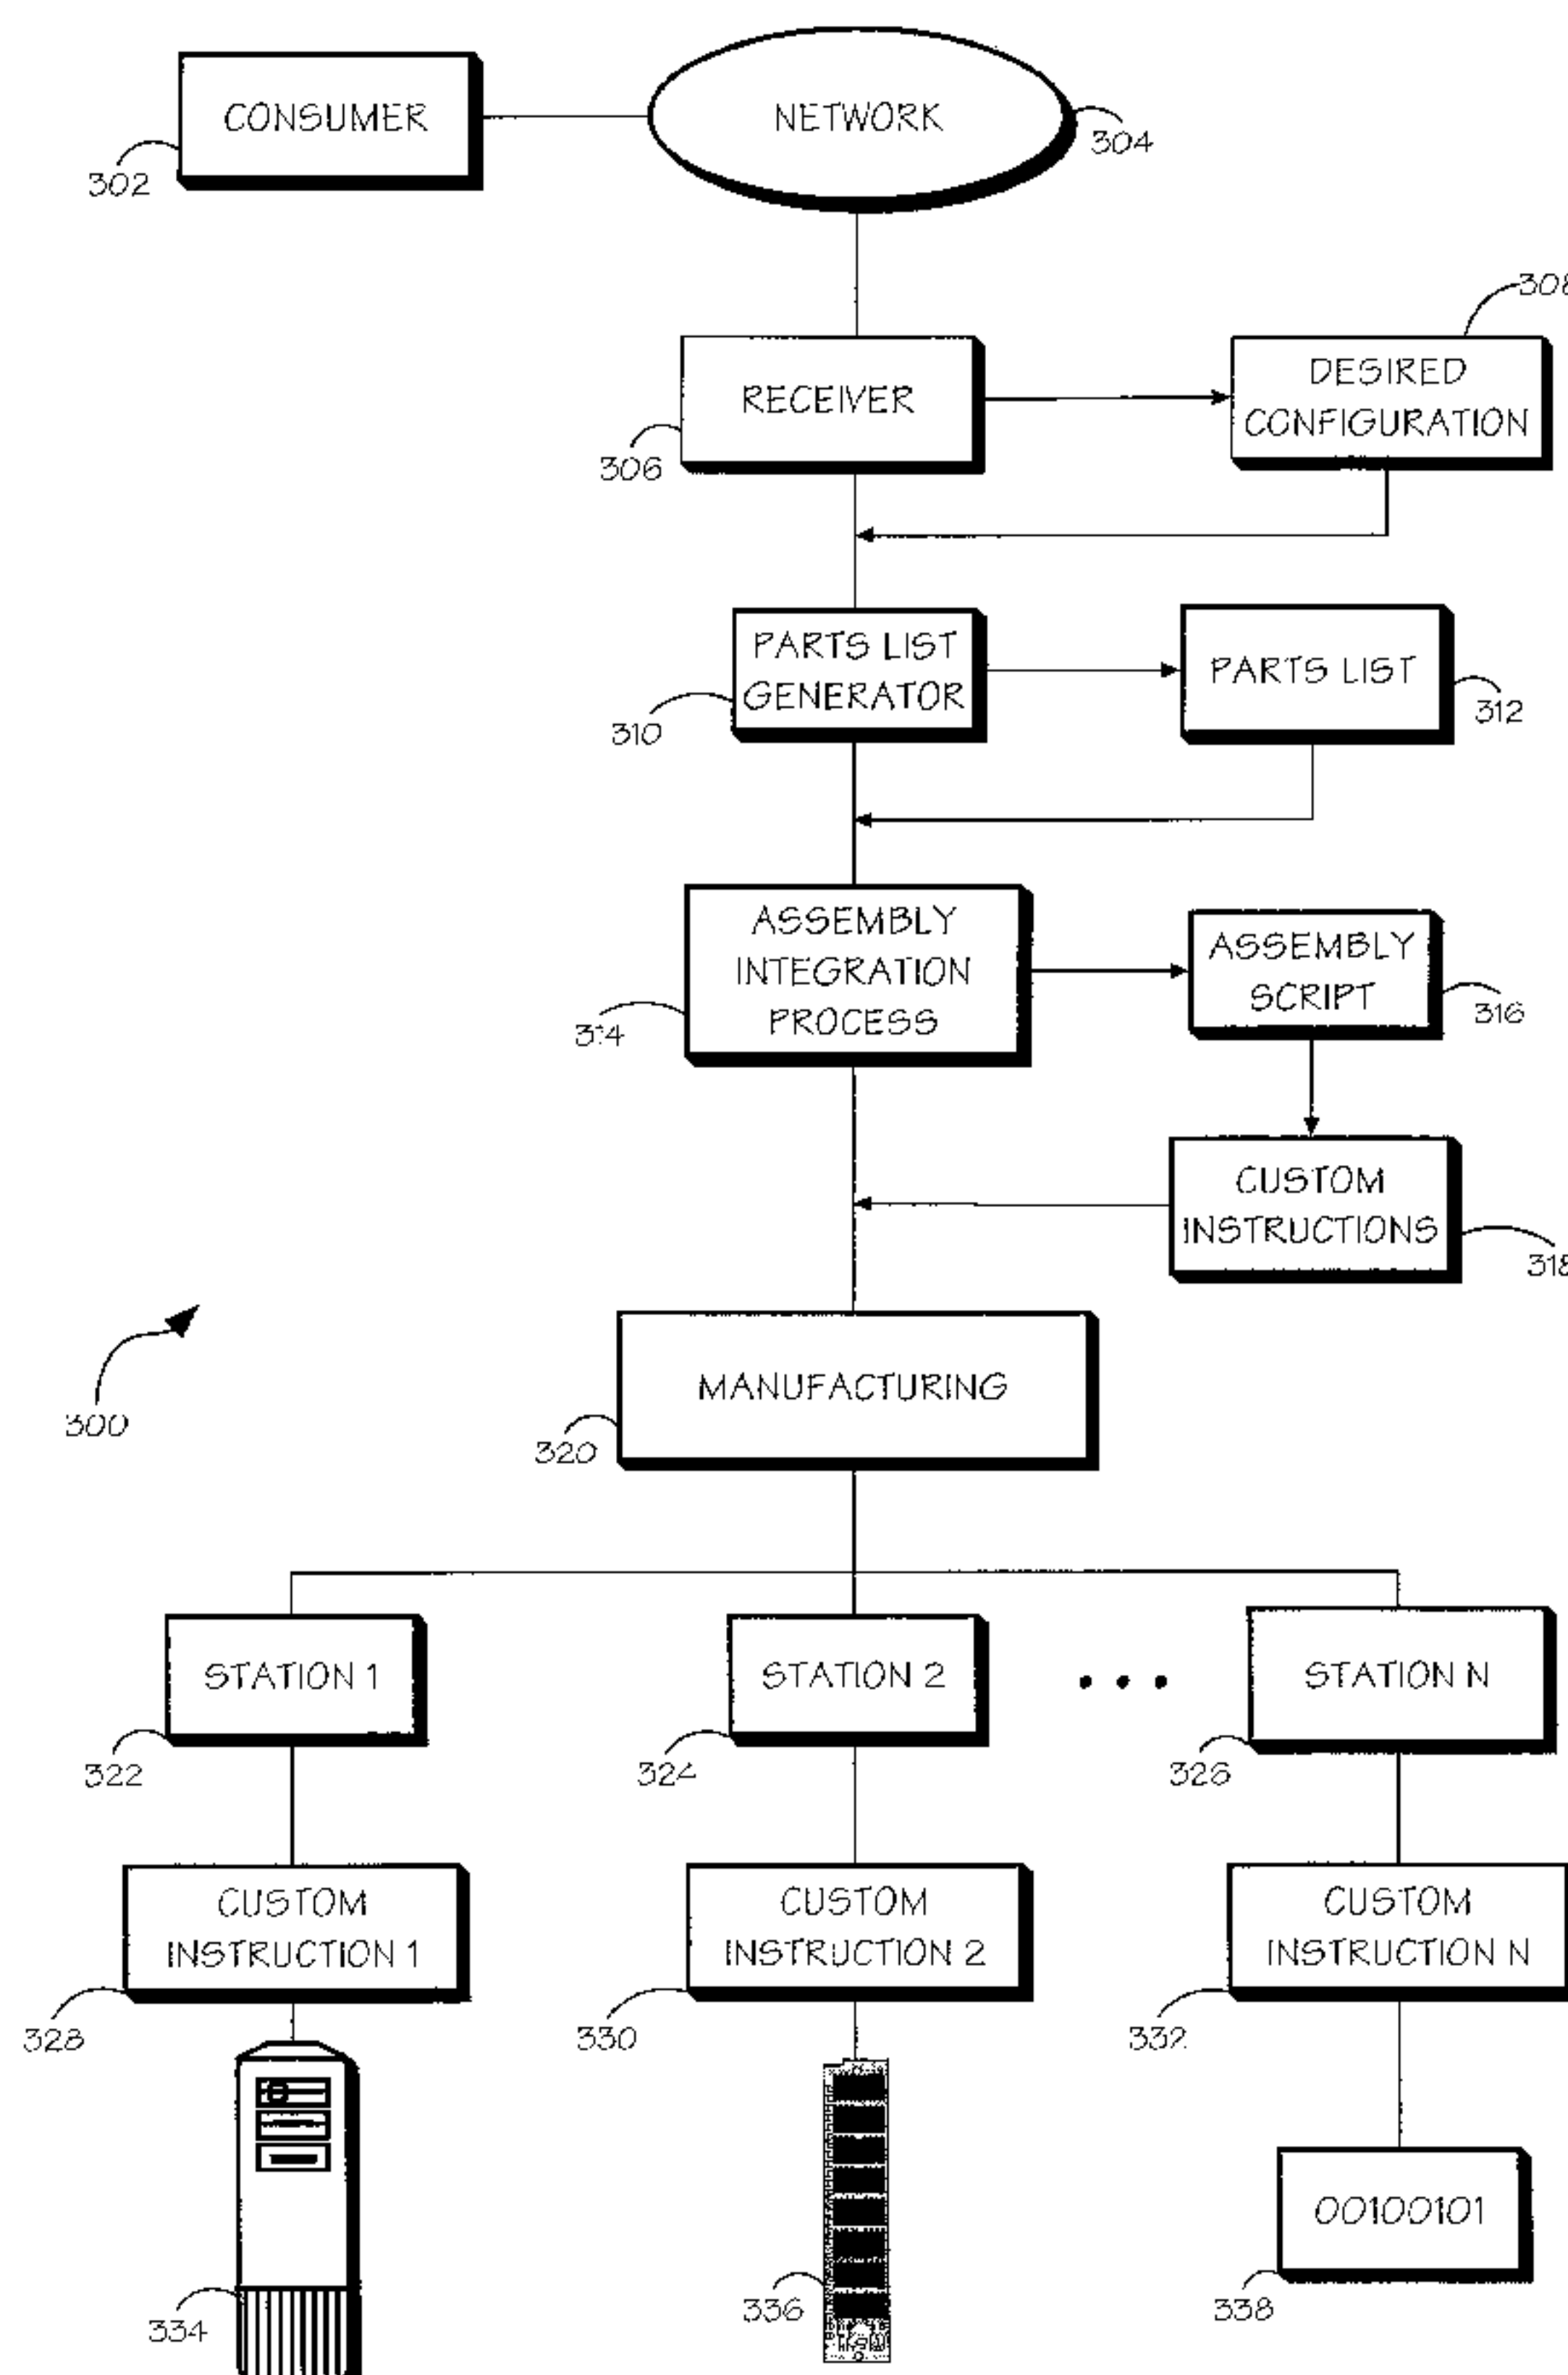 CONSUMER
NETWORK
302
304
308
RECEIVER
DESIRED
CONFIGURATION
306
PARTS LIST
GENERATOR
PARTS LIST
310
312
ASSEMBLY
INTEGRATION
PROCESS
ASSEMBLY
SCRIPT
314
316
CUSTOM
INSTRUCTIONS
318
300
MANUFACTURING
320
STATION 1
STATION 2
• • •
STATION N
322
324
326
CUSTOM
INSTRUCTION 1
CUSTOM
INSTRUCTION 2
CUSTOM
INSTRUCTION N
328
330
332
00100101
334
336
338